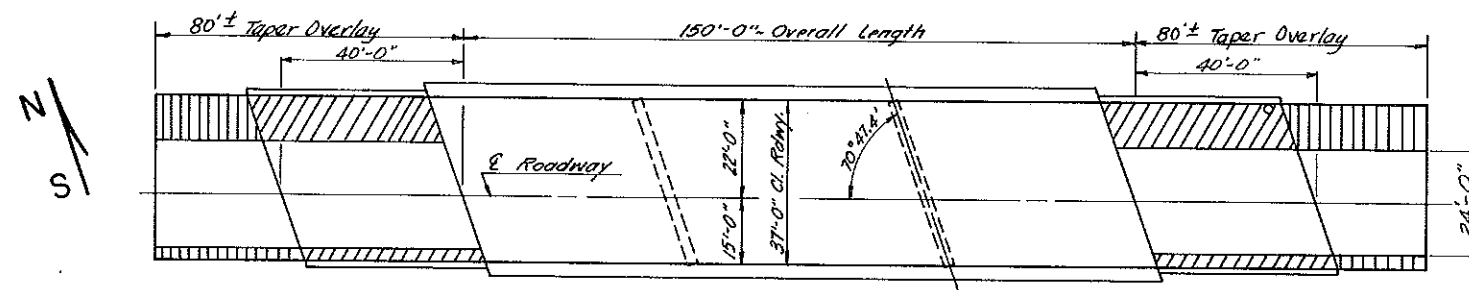 80'± Taper Overlay
150'-0" - Overall Length
80'± Taper Overlay
40'-0"
40'-0"
N
S
℄ Roadway
22'-0"
15'-0"
37'-0" Cl. Rdwy.
70°47.4'
24'-0"